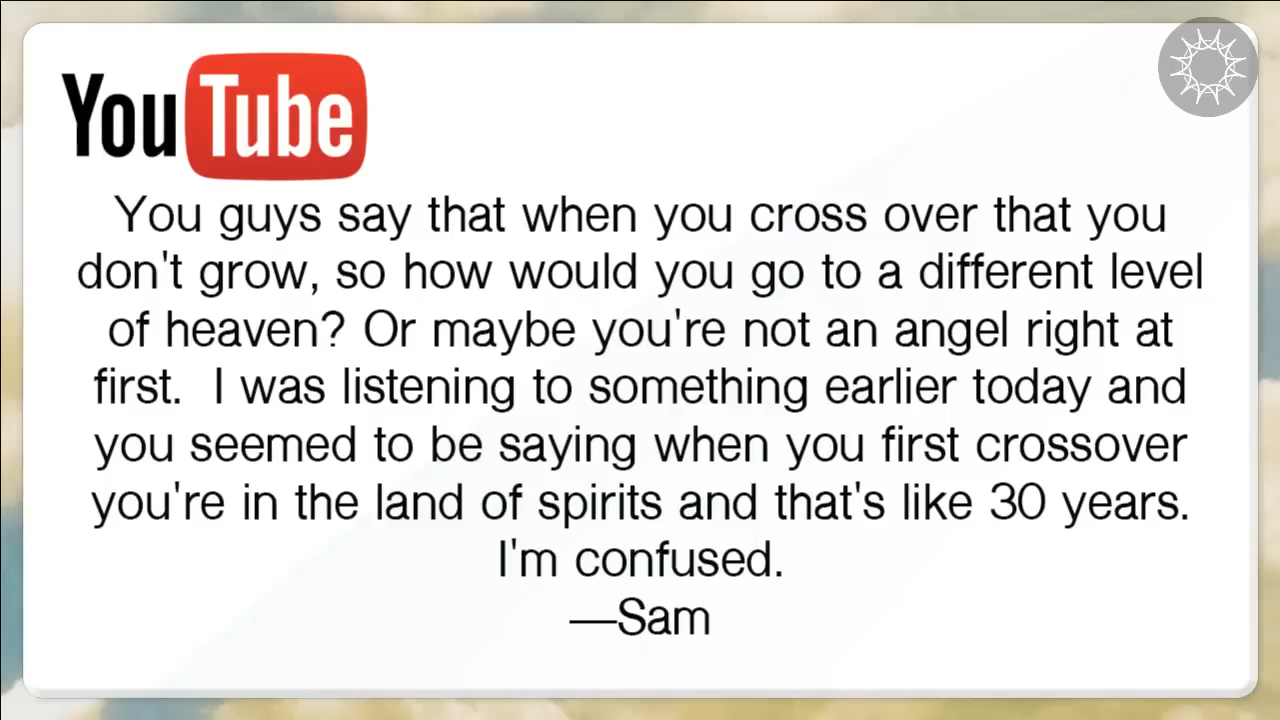 YouTube
You guys say that when you cross over that you
don't grow, so how would you go to a different level
of heaven? Or maybe you're not an angel right at
first.  I was listening to something earlier today and
you seemed to be saying when you first crossover
you're in the land of spirits and that's like 30 years.
I'm confused.
—Sam